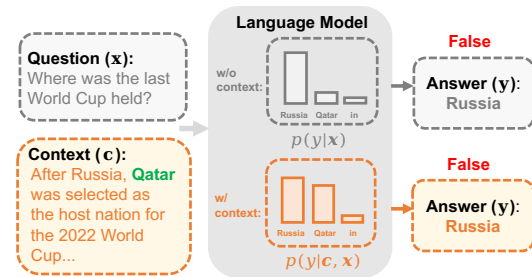 Language Model
Question (x):
Where was the last
World Cup held?
Context (c):
After Russia, Qatar
was selected as
the host nation for
the 2022 World
Cup...
w/o
context:
Russia Qatar in
p(y|x)
w/
context:
Russia Qatar in
p(y|c, x)
False
Answer (y):
Russia
False
Answer (y):
Russia